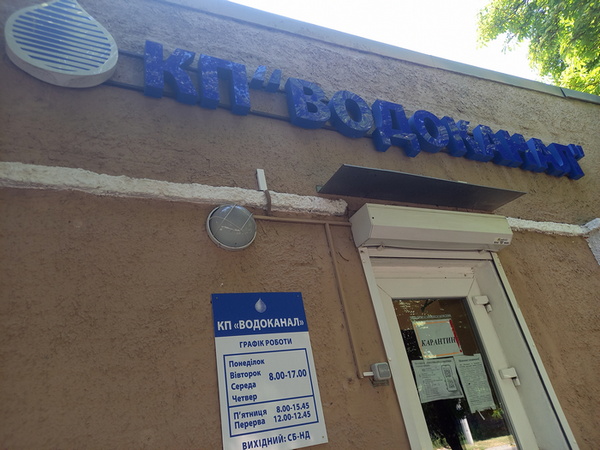 КП "ВОДОКАНАЛ"
КП «ВОДОКАНАЛ»
ГРАФІК РОБОТИ
Понеділок
Вівторок
Середа
Четвер
8.00-17.00
П'ятниця 8.00-15.45
Перерва 12.00-12.45
ВИХІДНИЙ: СБ-НД
КАРАНТИН